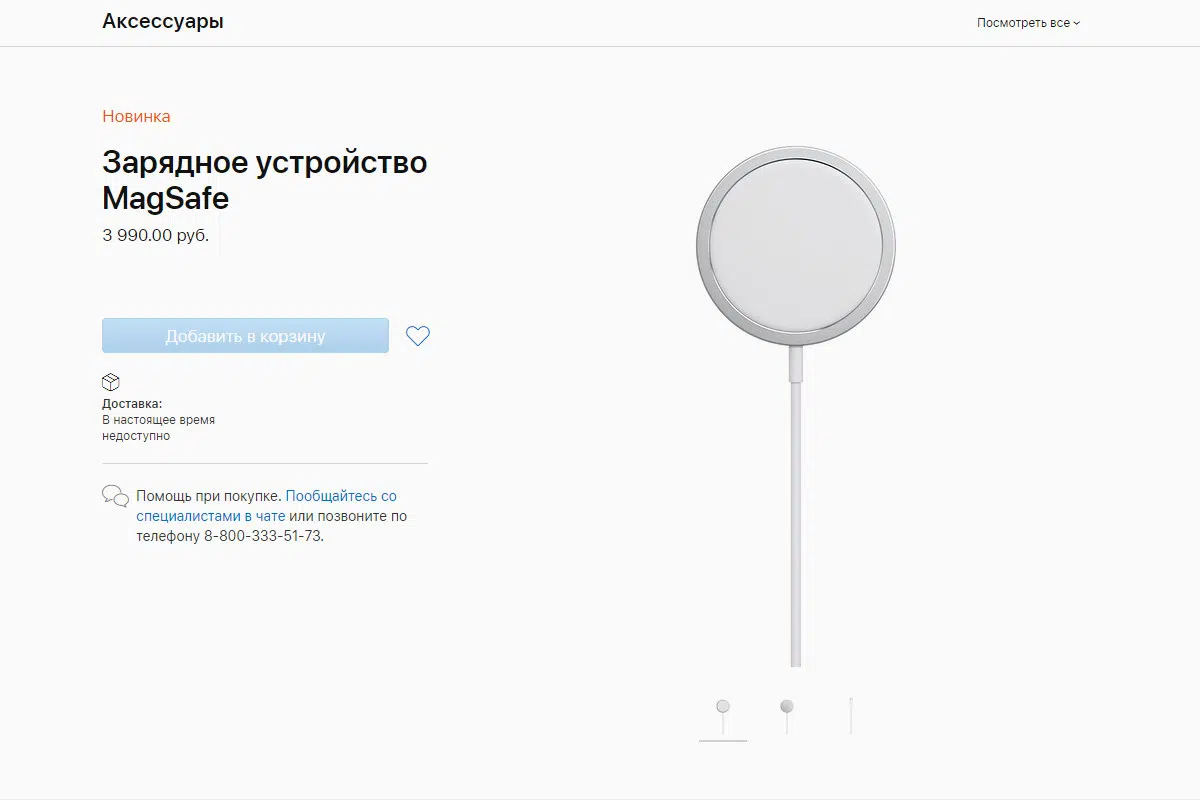 Аксессуары
Посмотреть все
Новинка
Зарядное устройство
MagSafe
3 990.00 руб.
Добавить в корзину
Доставка:
В настоящее время
недоступно
Помощь при покупке. Пообщайтесь со
специалистами в чате или позвоните по
телефону 8-800-333-51-73.